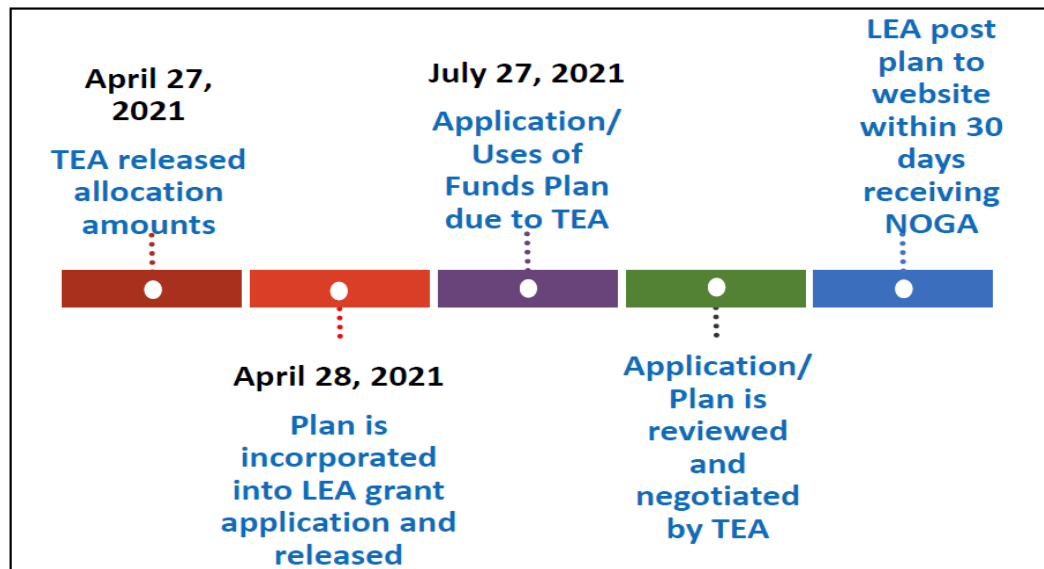 April 27,
2021
TEA released
allocation
amounts
April 28, 2021
Plan is
incorporated
into LEA grant
application and
released
July 27, 2021
Application/
Uses of
Funds Plan
due to TEA
Application/
Plan is
reviewed
and
negotiated
by TEA
LEA post
plan to
website
within 30
days
receiving
NOGA